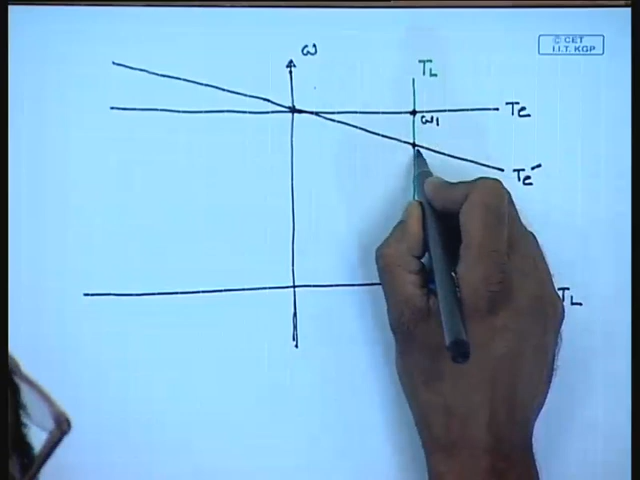 ω
© CET
I.I.T. KGP
TL
Te
ω1
Te′
TL